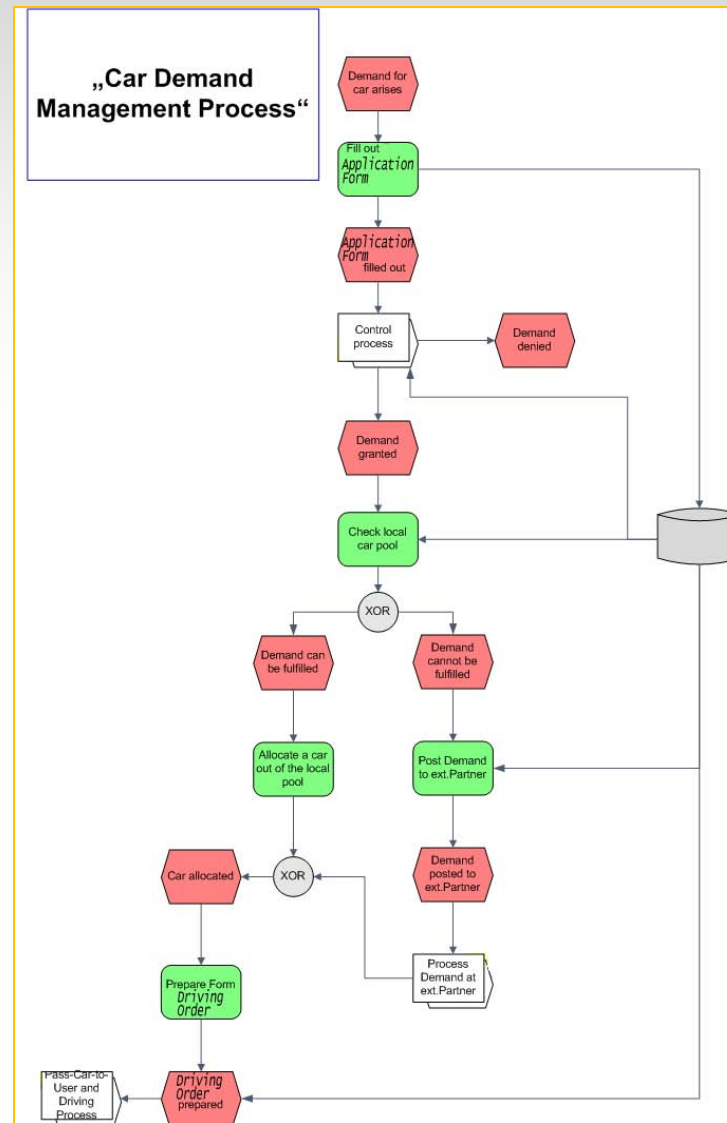 „Car Demand
Management Process“
Demand for
car arises
Fill out
Application
Form
Application
Form
filled out
Control
process
Demand
denied
Demand
granted
Check local
car pool
XOR
Demand can
be fulfilled
Demand
cannot be
fulfilled
Allocate a car
out of the local
pool
Post Demand
to ext.Partner
Car allocated
XOR
Demand
posted to
ext.Partner
Process
Demand at
ext.Partner
Prepare Form
Driving
Order
Pass-Car-to-
User and
Driving
Process
Driving
Order
prepared